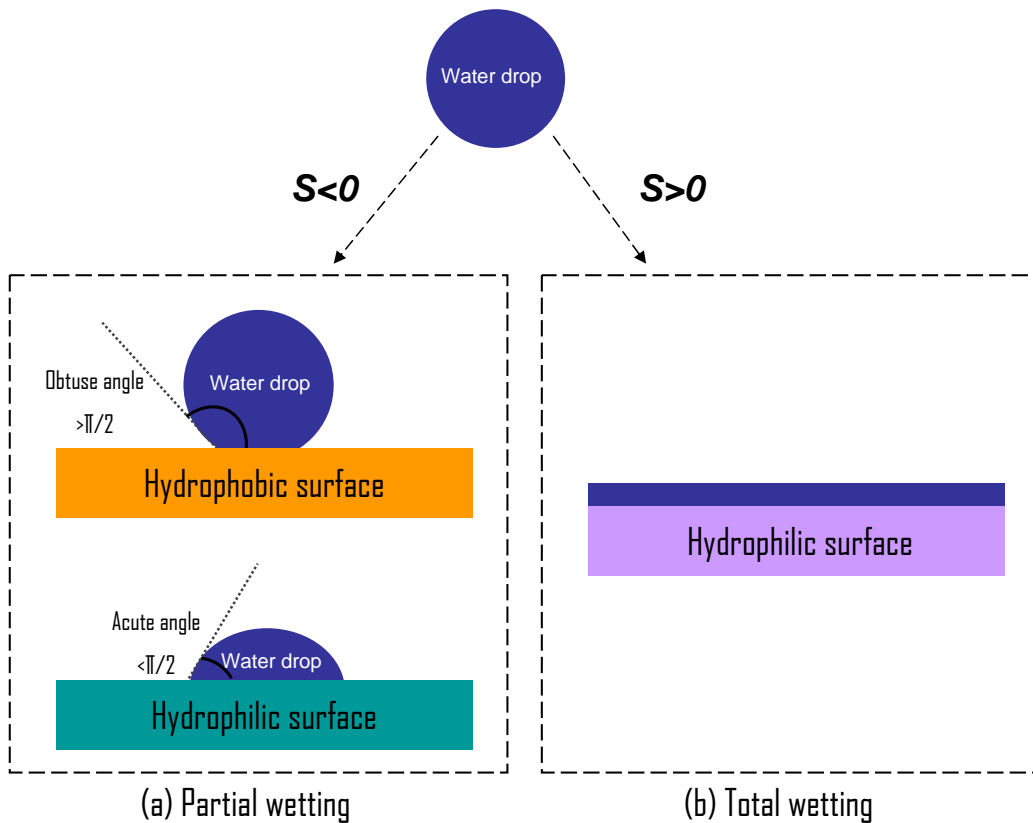 Water drop
S<0
S>0
Water drop
Obtuse angle
>π/2
Hydrophobic surface
Hydrophilic surface
Acute angle
<π/2
Water drop
Hydrophilic surface
(a) Partial wetting
(b) Total wetting